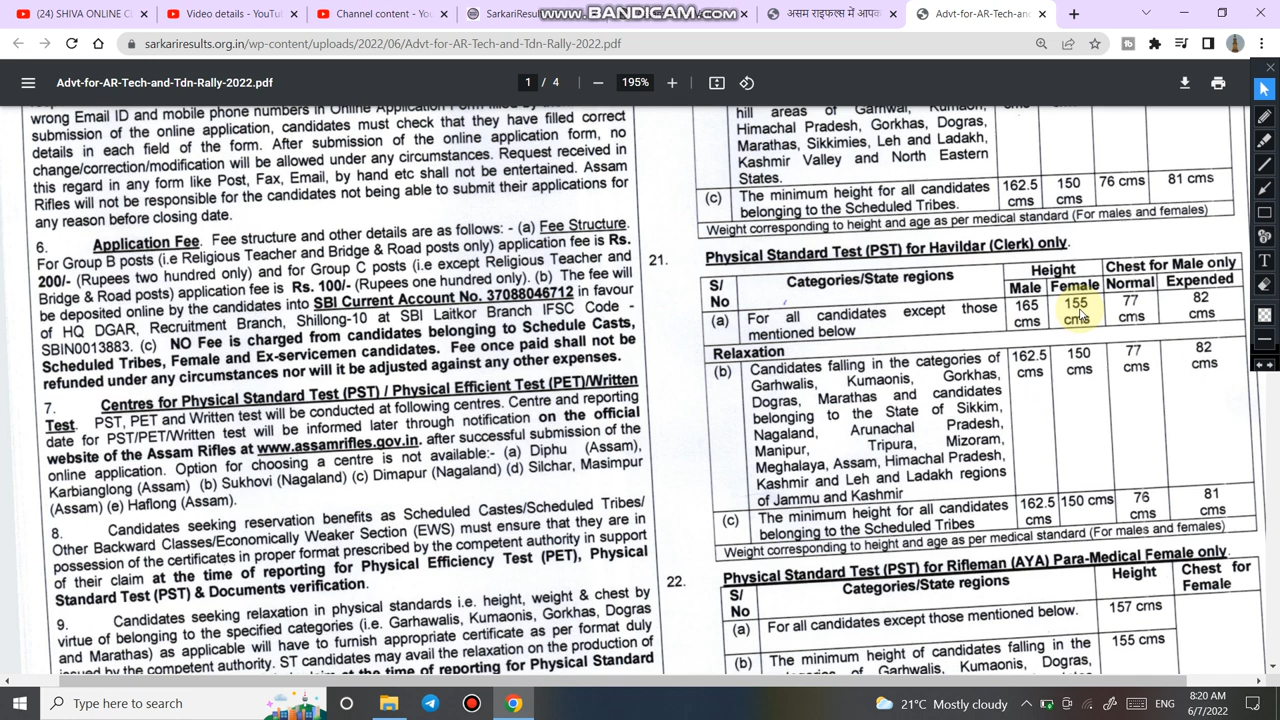 (24) SHIVA ONLINE C
Video details - YouTu
Channel content - YouT
SarkariResu
www.BANDICAM.com
असम राइफल्स में आपक
Advt-for-AR-Tech-and-Tdn-
sarkariresults.org.in/wp-content/uploads/2022/06/Advt-for-AR-Tech-and-Tdn-Rally-2022.pdf
Advt-for-AR-Tech-and-Tdn-Rally-2022.pdf
1 / 4
195%
wrong Email ID and mobile phone numbers in Online Application Form filled
submission of the online application, candidates must check that they have filled correct
details in each field of the form. After submission of the online application form, no
change/correction/modification will be allowed under any circumstances. Request received in
this regard in any form like Post, Fax, Email, by hand etc shall not be entertained. Assam
Rifles will not be responsible for the candidates not being able to submit their applications for
any reason before closing date.
6. Application Fee. Fee structure and other details are as follows: - (a) Fee Structure.
For Group B posts (i.e Religious Teacher and Bridge & Road posts only) application fee is Rs.
200/- (Rupees two hundred only) and for Group C posts (i.e except Religious Teacher and
Bridge & Road posts) application fee is Rs. 100/- (Rupees one hundred only). (b) The fee will
be deposited online by the candidates into SBI Current Account No. 37088046712 in favour
of HQ DGAR, Recruitment Branch, Shillong-10 at SBI Laitkor Branch IFSC Code -
SBIN0013883. (c) NO Fee is charged from candidates belonging to Schedule Casts,
Scheduled Tribes, Female and Ex-servicemen candidates. Fee once paid shall not be
refunded under any circumstances nor will it be adjusted against any other expenses.
7. Centres for Physical Standard Test (PST) / Physical Efficient Test (PET)/Written
Test. PST, PET and Written test will be conducted at following centres. Centre and reporting
date for PST/PET/Written test will be informed later through notification on the official
website of the Assam Rifles at www.assamrifles.gov.in, after successful submission of the
online application. Option for choosing a centre is not available:- (a) Diphu (Assam),
Karbianglong (Assam) (b) Sukhovi (Nagaland) (c) Dimapur (Nagaland) (d) Silchar, Masimpur
(Assam) (e) Haflong (Assam).
8. Candidates seeking reservation benefits as Scheduled Castes/Scheduled Tribes/
Other Backward Classes/Economically Weaker Section (EWS) must ensure that they are in
possession of the certificates in proper format prescribed by the competent authority in support
of their claim at the time of reporting for Physical Efficiency Test (PET), Physical
Standard Test (PST) & Documents verification.
9. Candidates seeking relaxation in physical standards i.e. height, weight & chest by
virtue of belonging to the specified categories (i.e. Garhawalis, Kumaonis, Gorkhas, Dogras
and Marathas) as applicable will have to furnish appropriate certificate as per format duly
issued by the competent authority. ST candidates may avail the relaxation on the production of
at the time of reporting for Physical Standard
hill areas of Garhwal, Kumaon,
Himachal Pradesh, Gorkhas, Dogras,
Marathas, Sikkimies, Leh and Ladakh,
Kashmir Valley and North Eastern
States.
(c) The minimum height for all candidates 162.5 150 76 cms 81 cms
belonging to the Scheduled Tribes. cms cms
Weight corresponding to height and age as per medical standard (For males and females)
21. Physical Standard Test (PST) for Havildar (Clerk) only.
S/ Categories/State regions Height Chest for Male only
No Male Female Normal Expended
(a) For all candidates except those 165 155 77 82
mentioned below cms cms cms cms
Relaxation
(b) Candidates falling in the categories of 162.5 150 77 82
Garhwalis, Kumaonis, Gorkhas, cms cms cms cms
Dogras, Marathas and candidates
belonging to the State of Sikkim,
Nagaland, Arunachal Pradesh,
Manipur, Tripura, Mizoram,
Meghalaya, Assam, Himachal Pradesh,
Kashmir and Leh and Ladakh regions
of Jammu and Kashmir
(c) The minimum height for all candidates 162.5 150 cms 76 81
belonging to the Scheduled Tribes cms cms cms
Weight corresponding to height and age as per medical standard (For males and females)
22. Physical Standard Test (PST) for Rifleman (AYA) Para-Medical Female only.
S/ Categories/State regions Height Chest for
No Female
(a) For all candidates except those mentioned below. 157 cms
(b) The minimum height of candidates falling in the 155 cms
categories of Garhwalis, Kumaonis, Dogras,
Type here to search
21°C Mostly cloudy
ENG
8:20 AM
6/7/2022